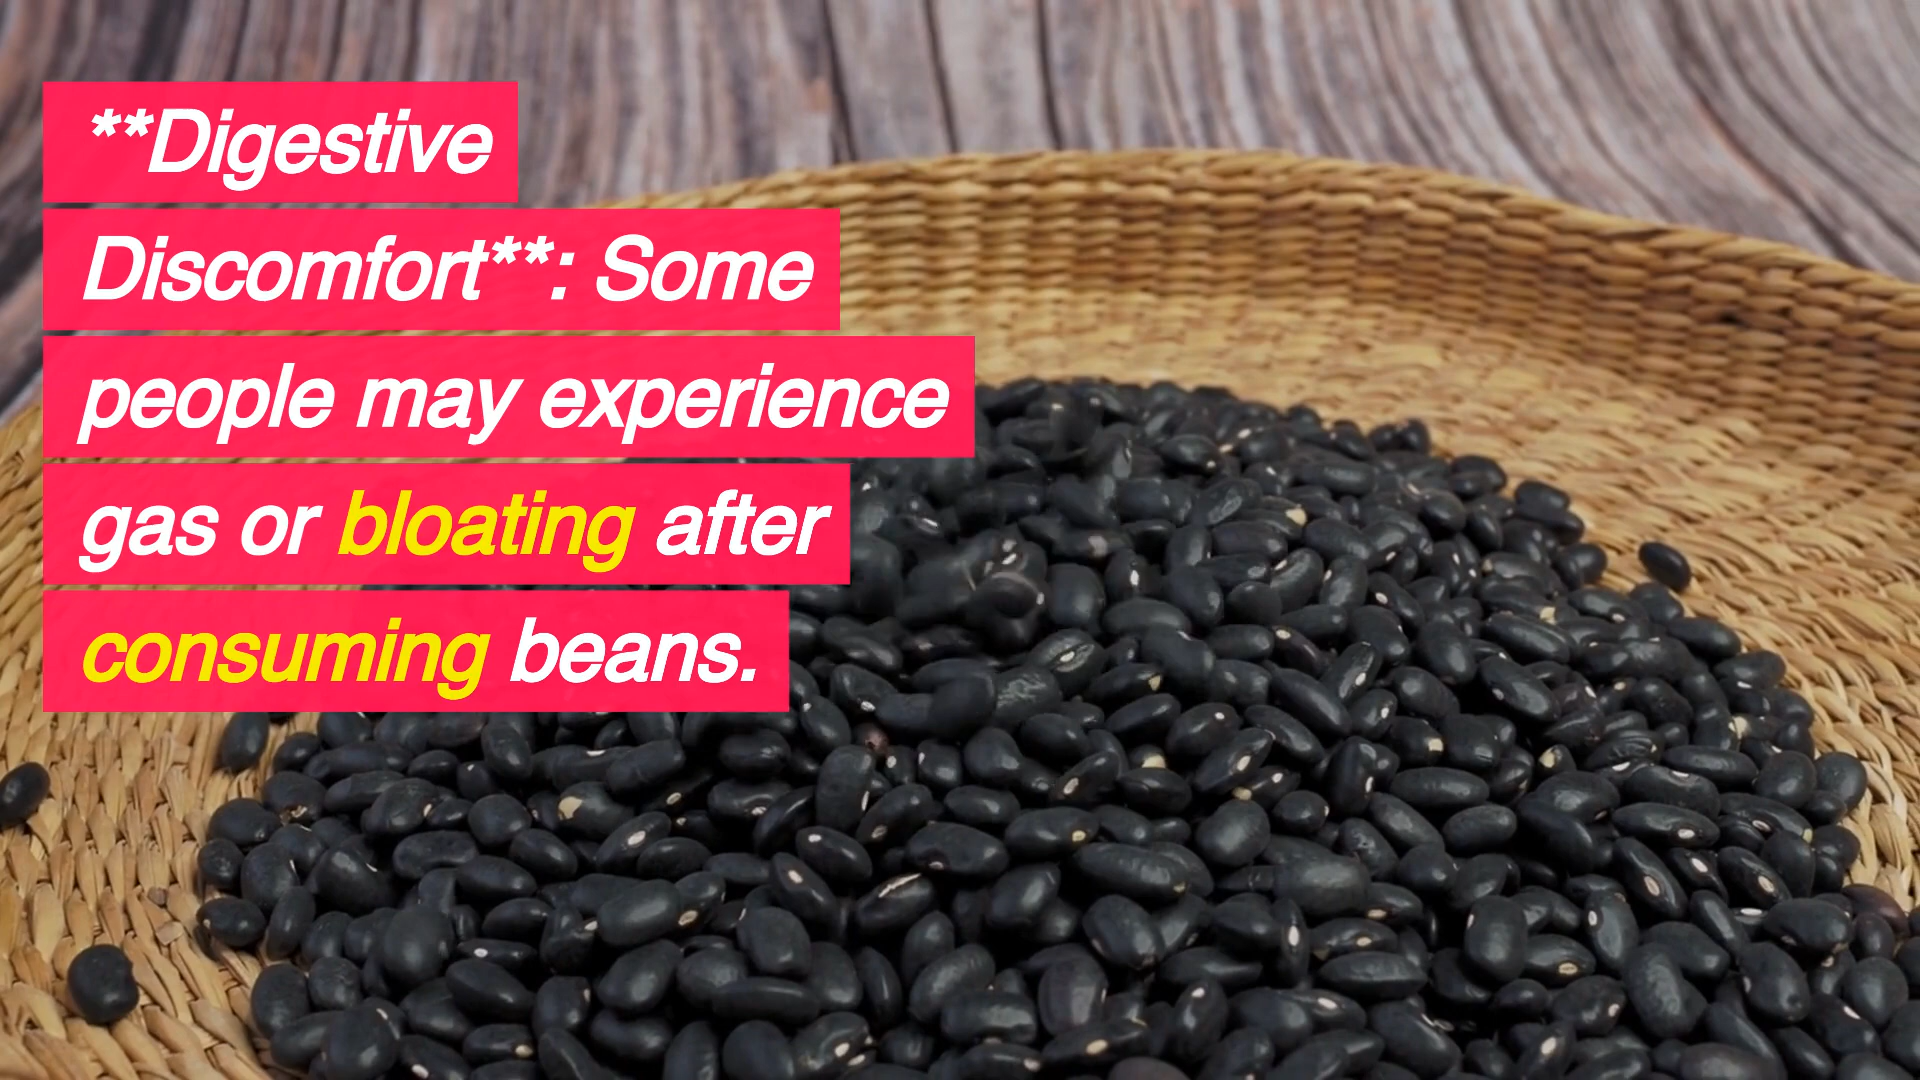 **Digestive
Discomfort**: Some
people may experience
gas or bloating after
consuming beans.